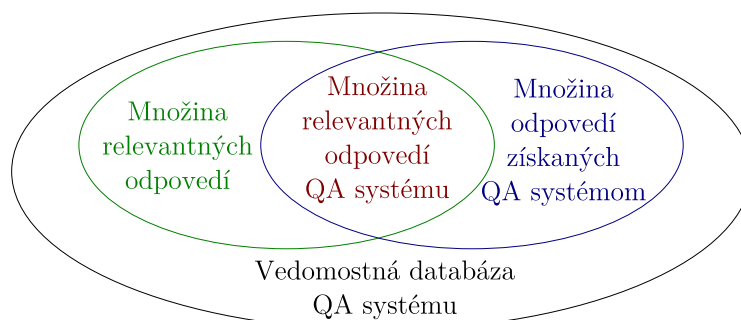 Množina
relevantných
odpovedí
Množina
relevantných
odpovedí
QA systému
Množina
odpovedí
získaných
QA systémom
Vedomostná databáza
QA systému